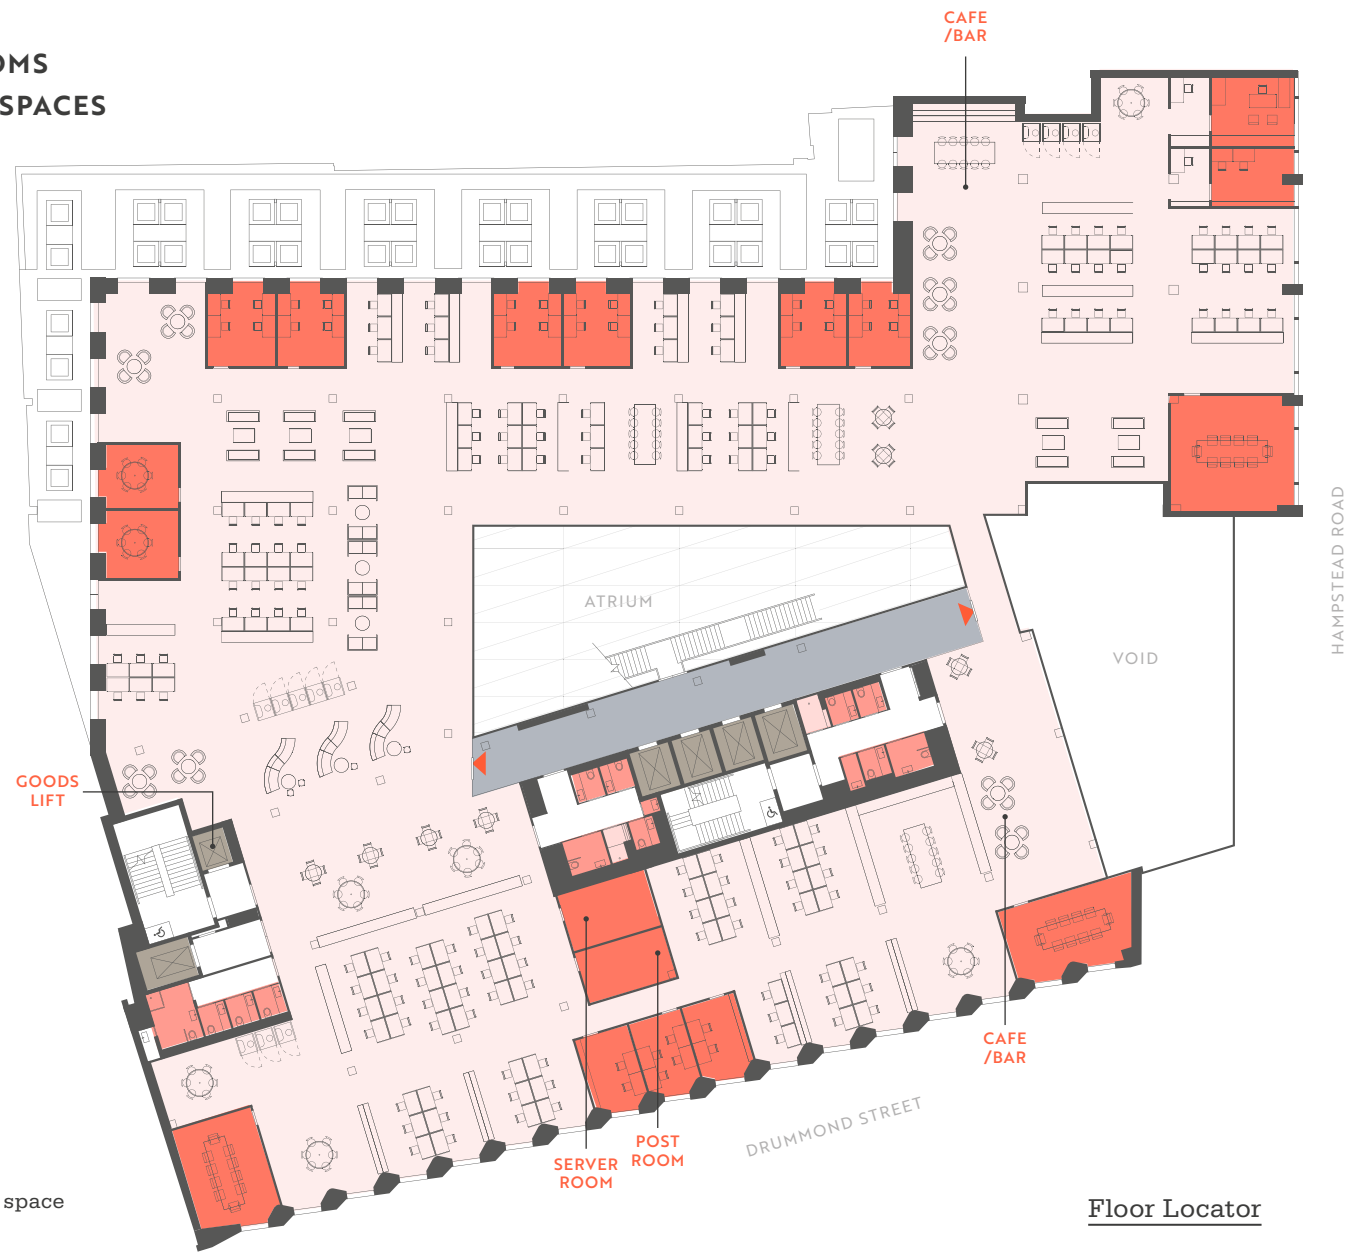 CAFE
/BAR
OMS
SPACES
HAMPSTEAD ROAD
ATRIUM
VOID
GOODS
LIFT
CAFE
/BAR
DRUMMOND STREET
POST
ROOM
SERVER
ROOM
space
Floor Locator